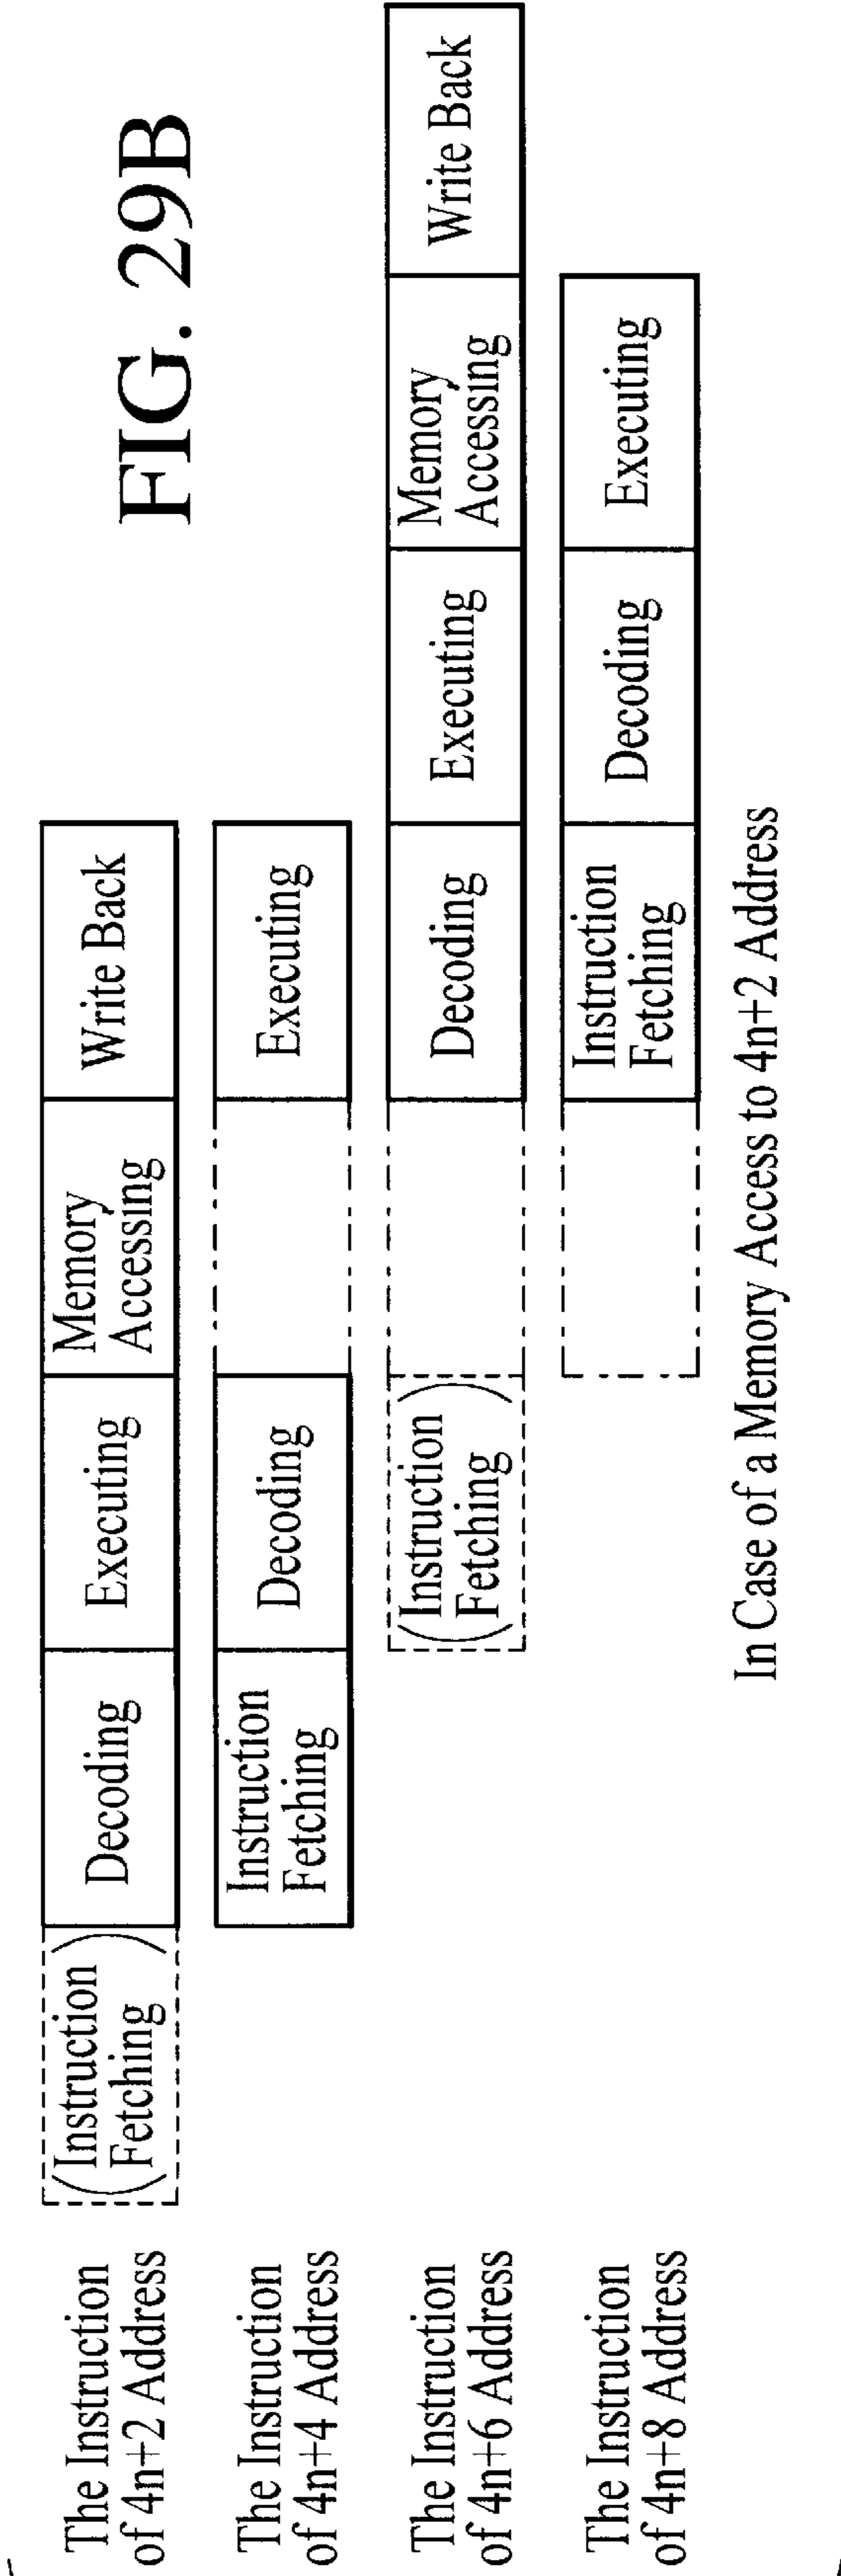 FIG. 29B
The Instruction
of 4n+2 Address
(Instruction
Fetching)
Decoding
Executing
Memory
Accessing
Write Back
The Instruction
of 4n+4 Address
Instruction
Fetching
Decoding
Executing
The Instruction
of 4n+6 Address
(Instruction
Fetching)
Decoding
Executing
Memory
Accessing
Write Back
The Instruction
of 4n+8 Address
Instruction
Fetching
Decoding
Executing
In Case of a Memory Access to 4n+2 Address